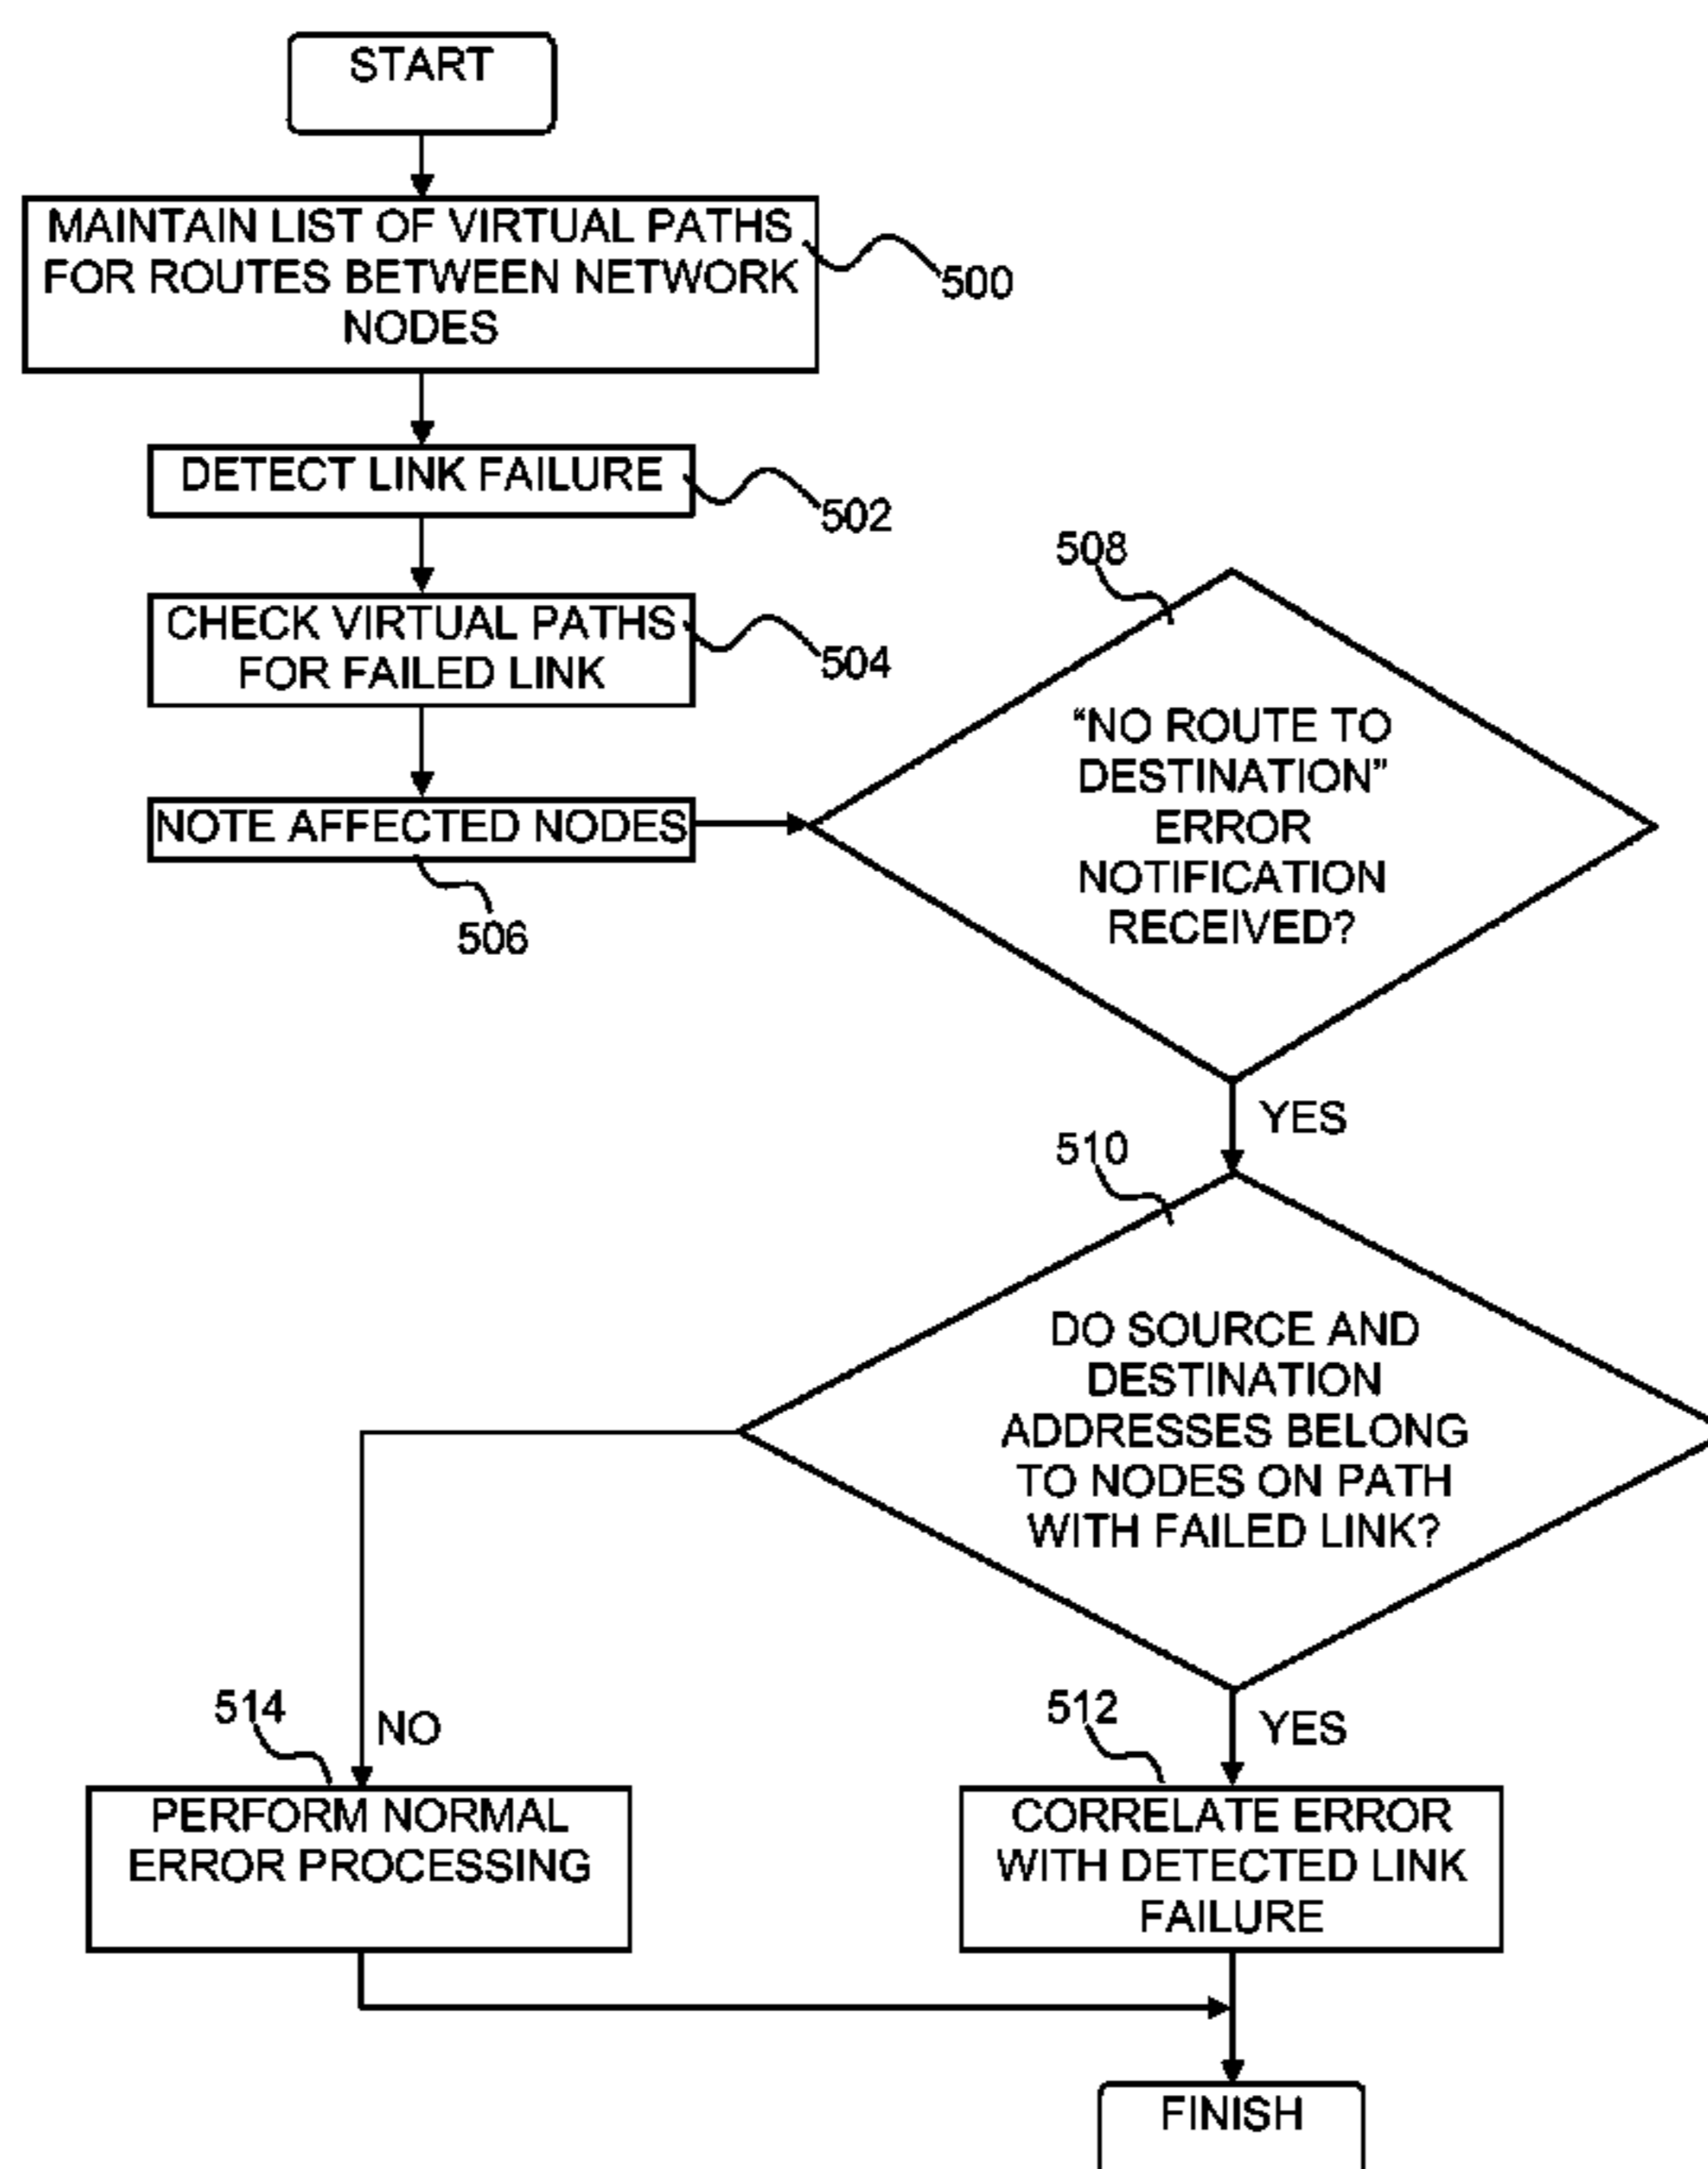 START
MAINTAIN LIST OF VIRTUAL PATHS
FOR ROUTES BETWEEN NETWORK
NODES
500
DETECT LINK FAILURE
502
CHECK VIRTUAL PATHS
FOR FAILED LINK
504
NOTE AFFECTED NODES
506
508
“NO ROUTE TO
DESTINATION”
ERROR
NOTIFICATION
RECEIVED?
YES
510
DO SOURCE AND
DESTINATION
ADDRESSES BELONG
TO NODES ON PATH
WITH FAILED LINK?
514
NO
PERFORM NORMAL
ERROR PROCESSING
512
YES
CORRELATE ERROR
WITH DETECTED LINK
FAILURE
FINISH